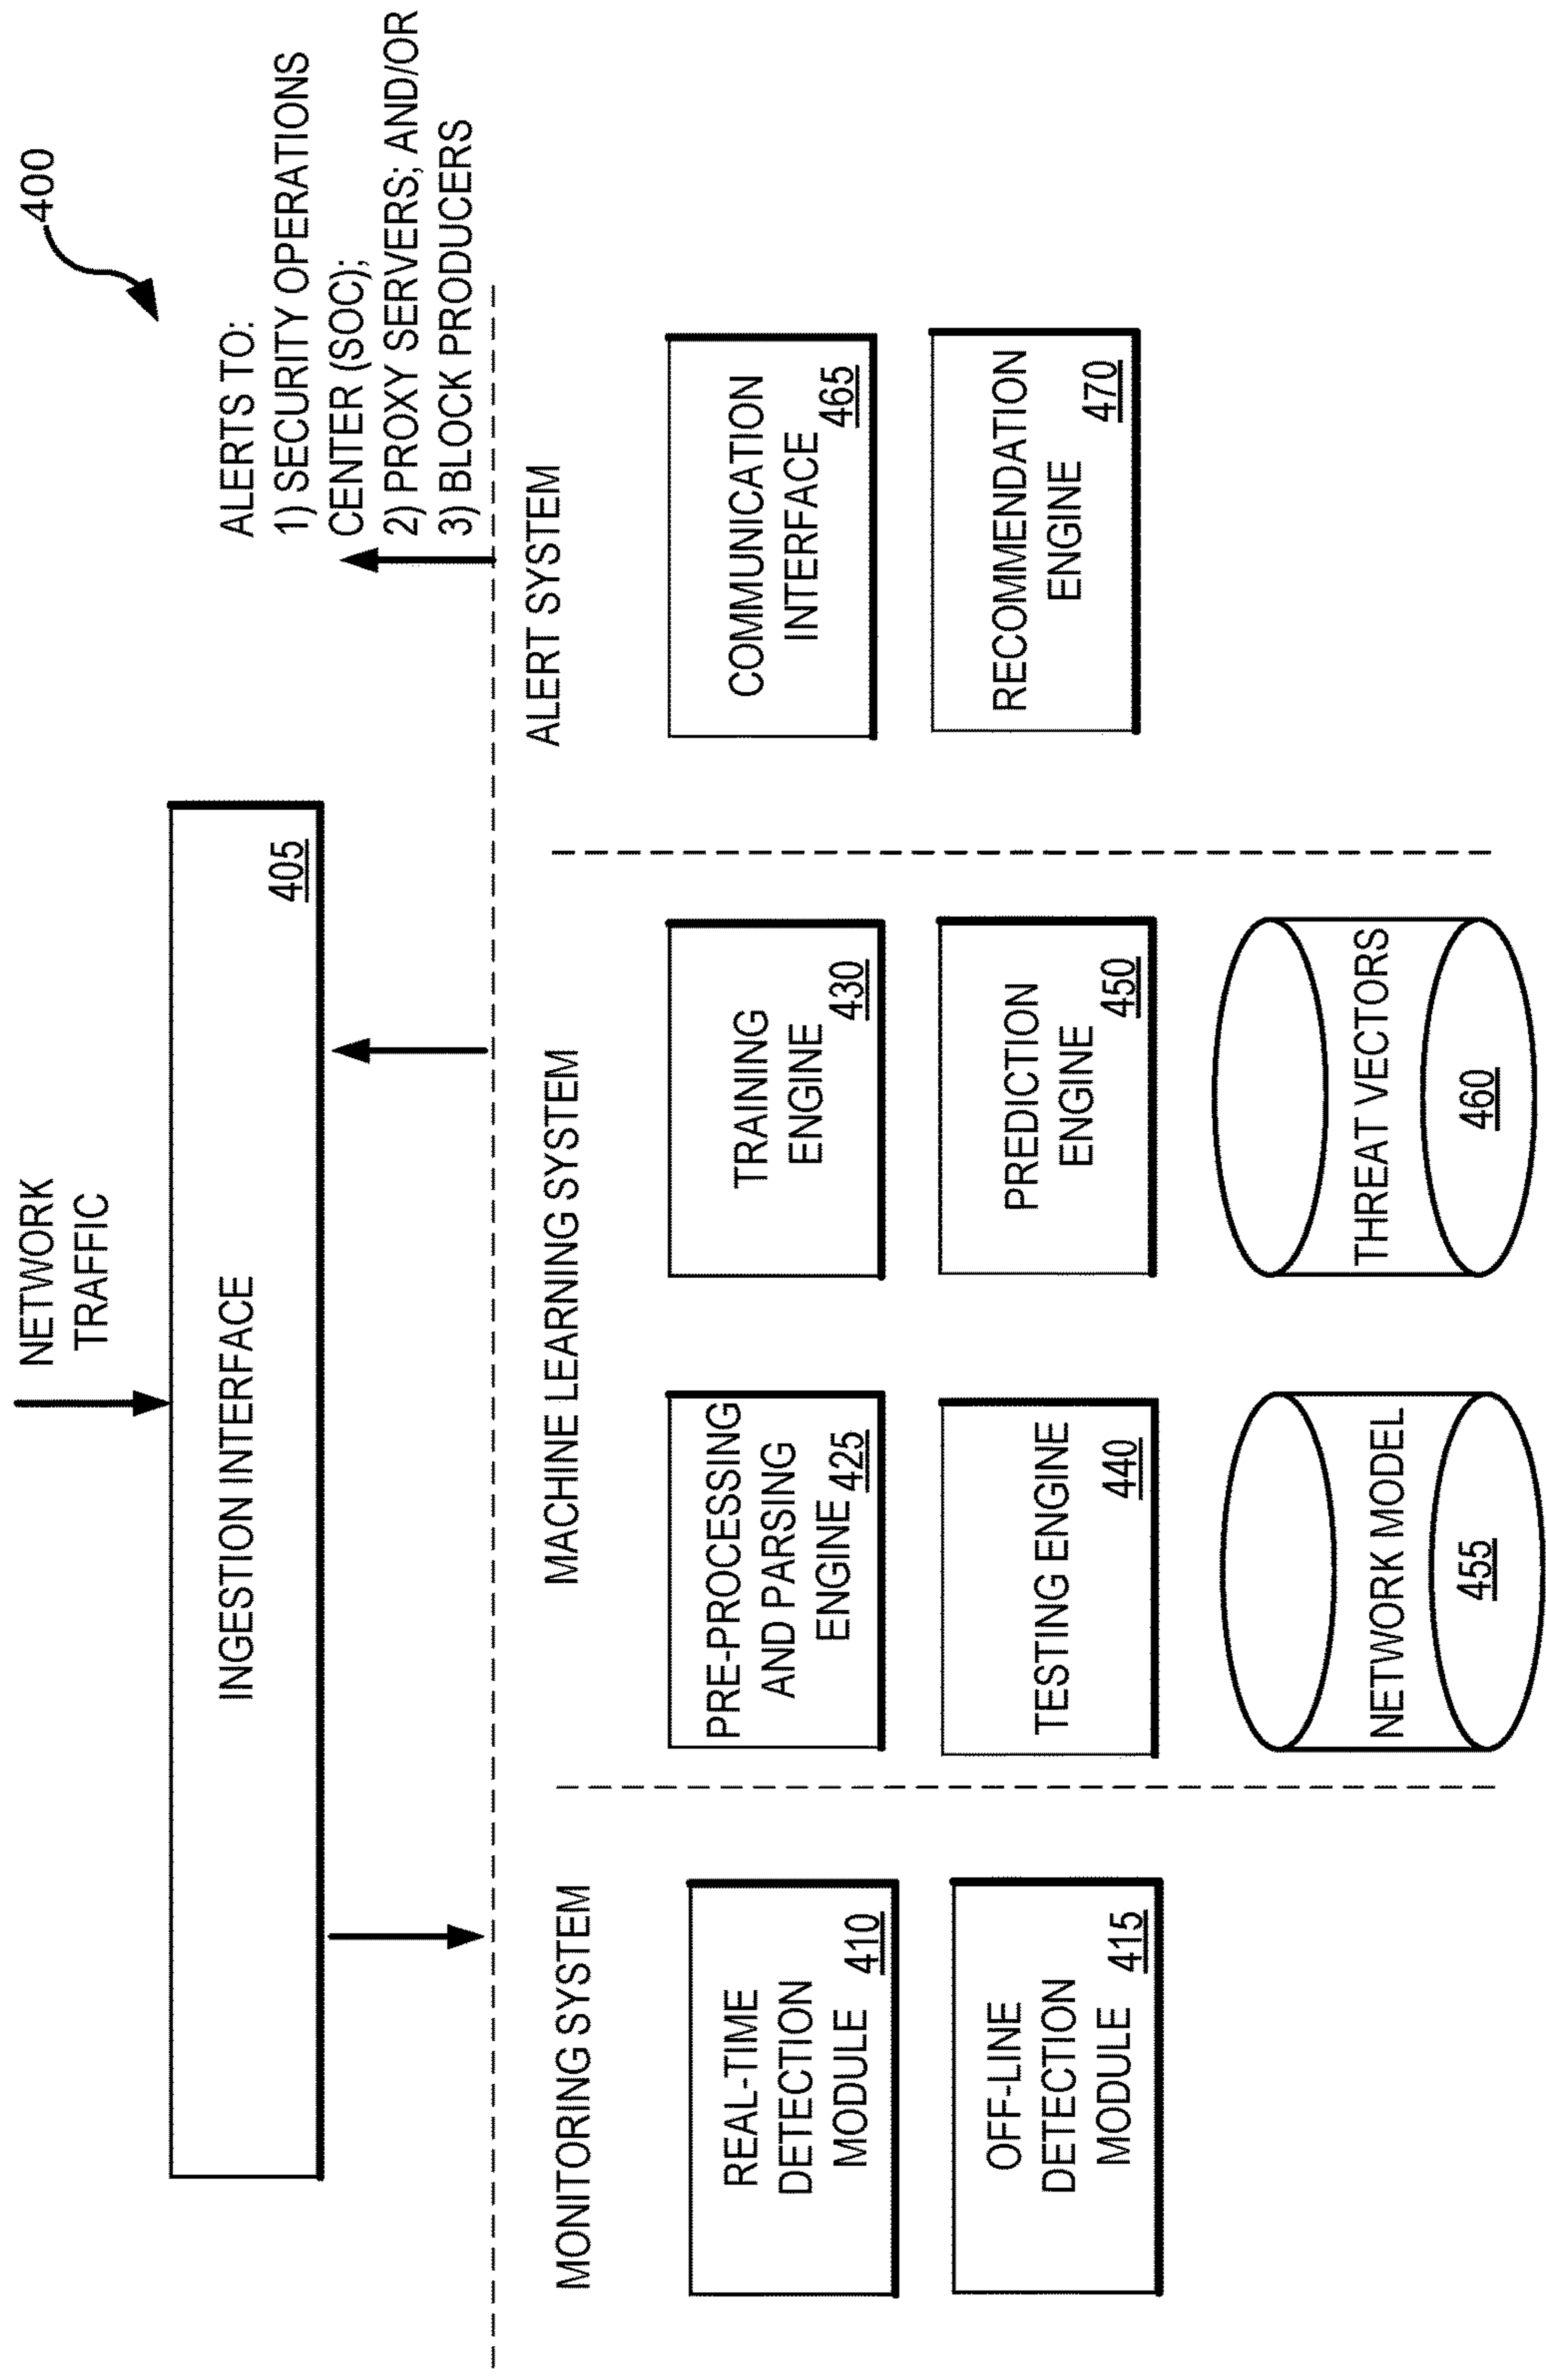 400
NETWORK
TRAFFIC
INGESTION INTERFACE
405
ALERTS TO:
1) SECURITY OPERATIONS
CENTER (SOC);
2) PROXY SERVERS; AND/OR
3) BLOCK PRODUCERS
MONITORING SYSTEM
REAL-TIME
DETECTION
MODULE
410
OFF-LINE
DETECTION
MODULE
415
MACHINE LEARNING SYSTEM
PRE-PROCESSING
AND PARSING
ENGINE
425
TRAINING
ENGINE
430
TESTING ENGINE
440
PREDICTION
ENGINE
450
NETWORK MODEL
455
THREAT VECTORS
460
ALERT SYSTEM
COMMUNICATION
INTERFACE
465
RECOMMENDATION
ENGINE
470